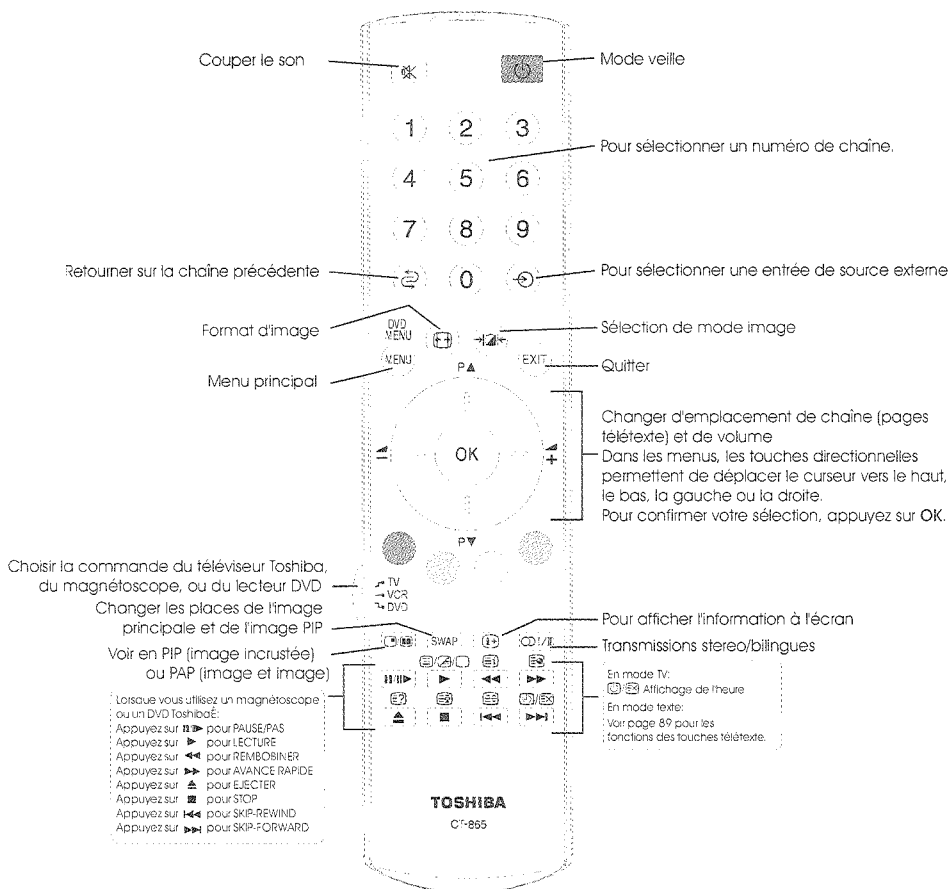 Couper le son
Mode veille
1 2 3
Pour sélectionner un numéro de chaîne.
4 5 6
7 8 9
Retourner sur la chaîne précédente
0
Pour sélectionner une entrée de source externe
Format d'image
DVD
MENU
Sélection de mode image
MENU
P▲
EXIT
Quitter
Menu principal
Changer d'emplacement de chaîne (pages
télétexte) et de volume
Dans les menus, les touches directionnelles
permettent de déplacer le curseur vers le haut,
le bas, la gauche ou la droite.
Pour confirmer votre sélection, appuyez sur OK.
OK
P▼
Choisir la commande du téléviseur Toshiba,
du magnétoscope, ou du lecteur DVD
TV
VCR
DVD
Changer les places de l'image
principale et de l'image PIP
Pour afficher l'information à l'écran
SWAP
Voir en PIP (image incrustée)
ou PAP (image et image)
Transmissions stereo/bilingues
Lorsque vous utilisez un magnétoscope
ou un DVD ToshibaÉ:
Appuyez sur II/I▶ pour PAUSE/PAS
Appuyez sur ▶ pour LECTURE
Appuyez sur ◀◀ pour REMBOBINER
Appuyez sur ▶▶ pour AVANCE RAPIDE
Appuyez sur ⏏ pour EJECTER
Appuyez sur ■ pour STOP
Appuyez sur I◀◀ pour SKIP-REWIND
Appuyez sur ▶▶I pour SKIP-FORWARD
En mode TV:
Affichage de l'heure
En mode texte:
Voir page 89 pour les
fonctions des touches télétexte.
TOSHIBA
CT-865